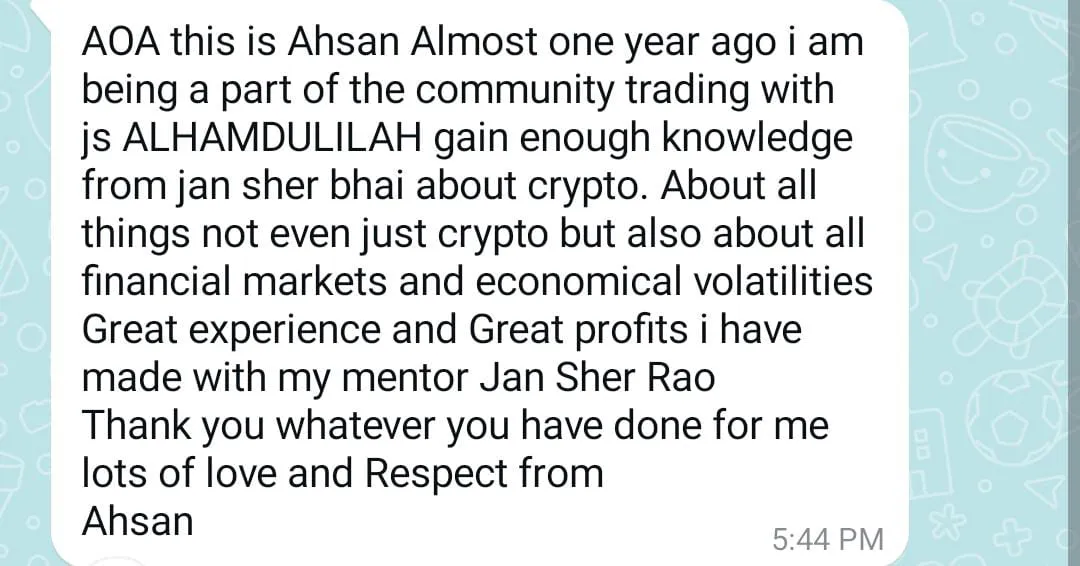 AOA this is Ahsan Almost one year ago i am
being a part of the community trading with
js ALHAMDULILAH gain enough knowledge
from jan sher bhai about crypto. About all
things not even just crypto but also about all
financial markets and economical volatilities
Great experience and Great profits i have
made with my mentor Jan Sher Rao
Thank you whatever you have done for me
lots of love and Respect from
Ahsan
5:44 PM